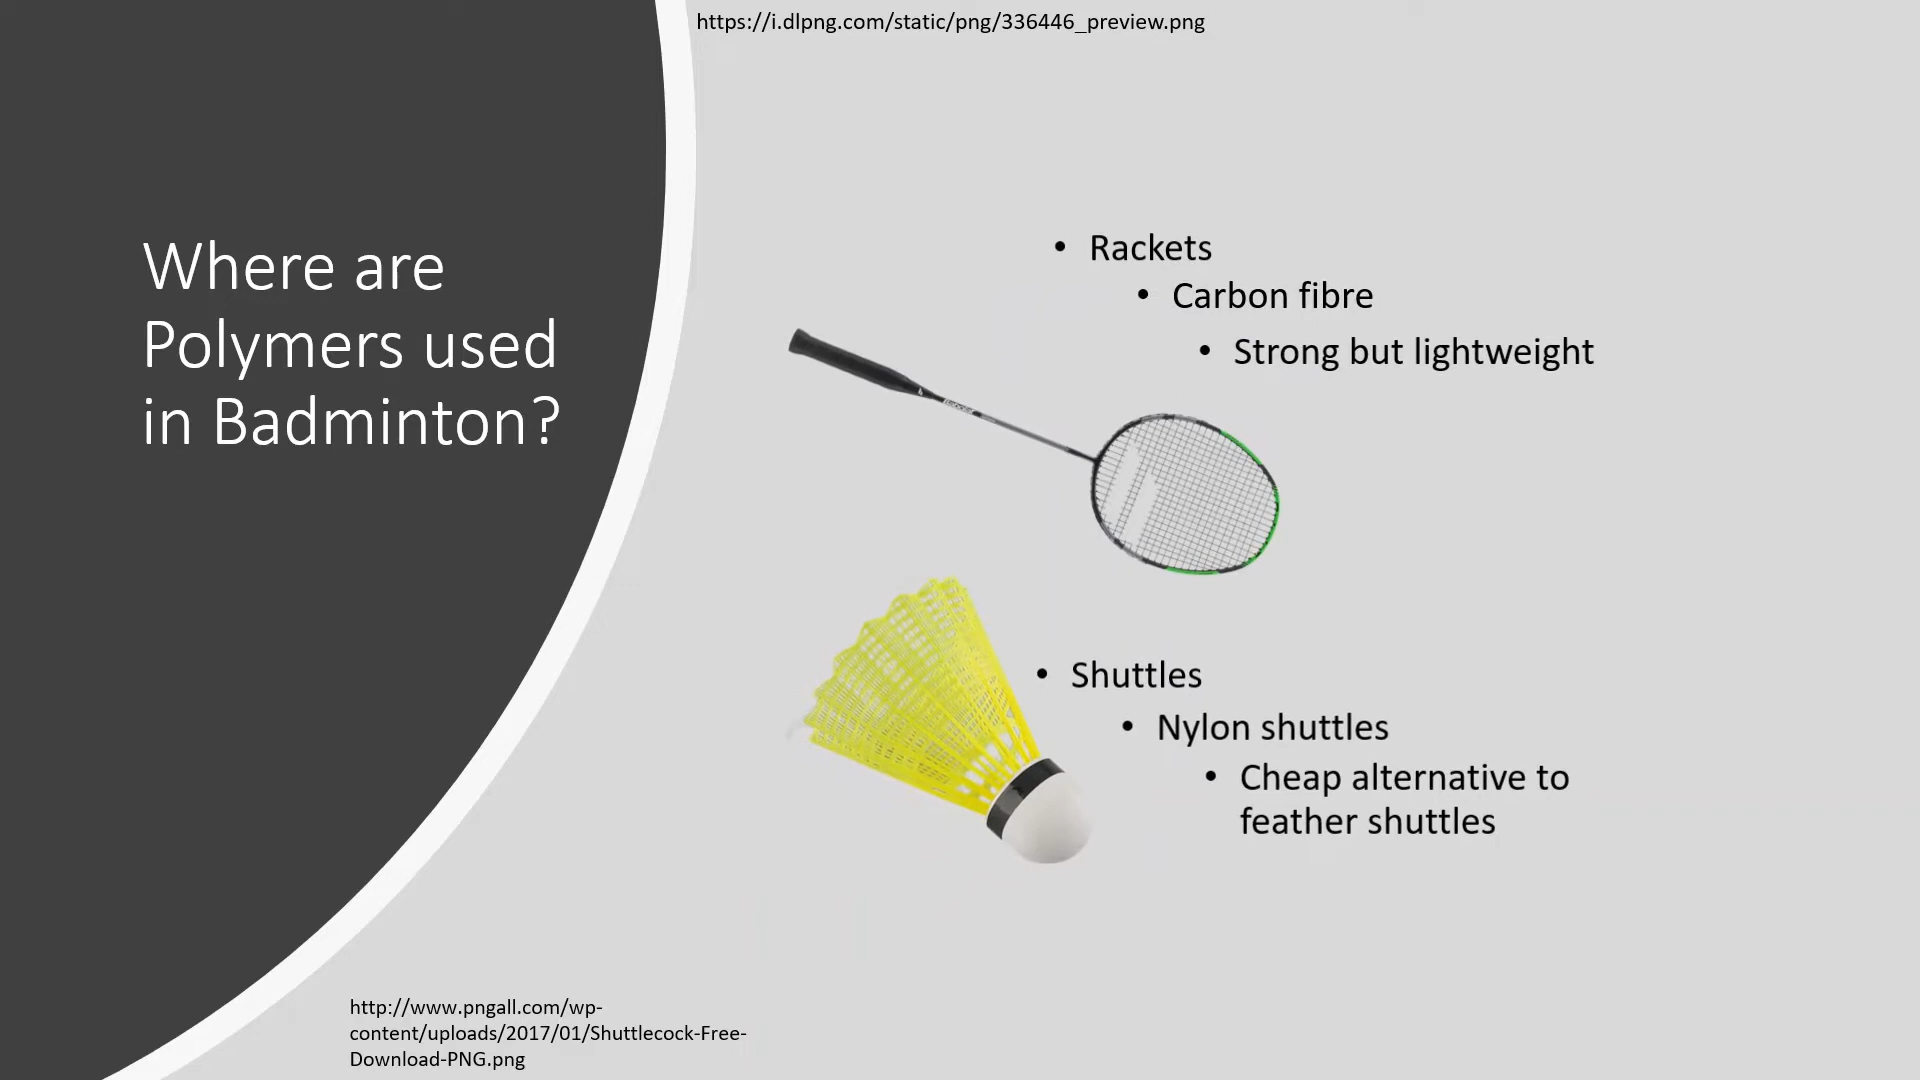 https://i.dlpng.com/static/png/336446_preview.png
Where are
Polymers used
in Badminton?
• Rackets
• Carbon fibre
• Strong but lightweight
• Shuttles
• Nylon shuttles
• Cheap alternative to
feather shuttles
http://www.pngall.com/wp-
content/uploads/2017/01/Shuttlecock-Free-
Download-PNG.png